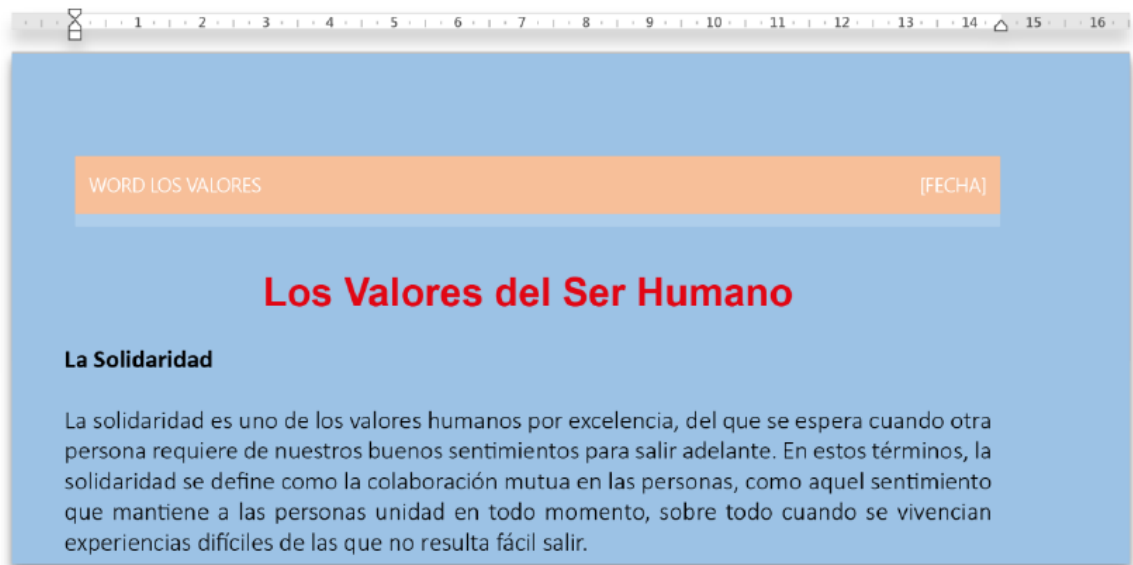 1 2 3 4 5 6 7 8 9 10 11 12 13 14 15 16
WORD LOS VALORES [FECHA]
Los Valores del Ser Humano
La Solidaridad
La solidaridad es uno de los valores humanos por excelencia, del que se espera cuando otra
persona requiere de nuestros buenos sentimientos para salir adelante. En estos términos, la
solidaridad se define como la colaboración mutua en las personas, como aquel sentimiento
que mantiene a las personas unidad en todo momento, sobre todo cuando se vivencian
experiencias difíciles de las que no resulta fácil salir.